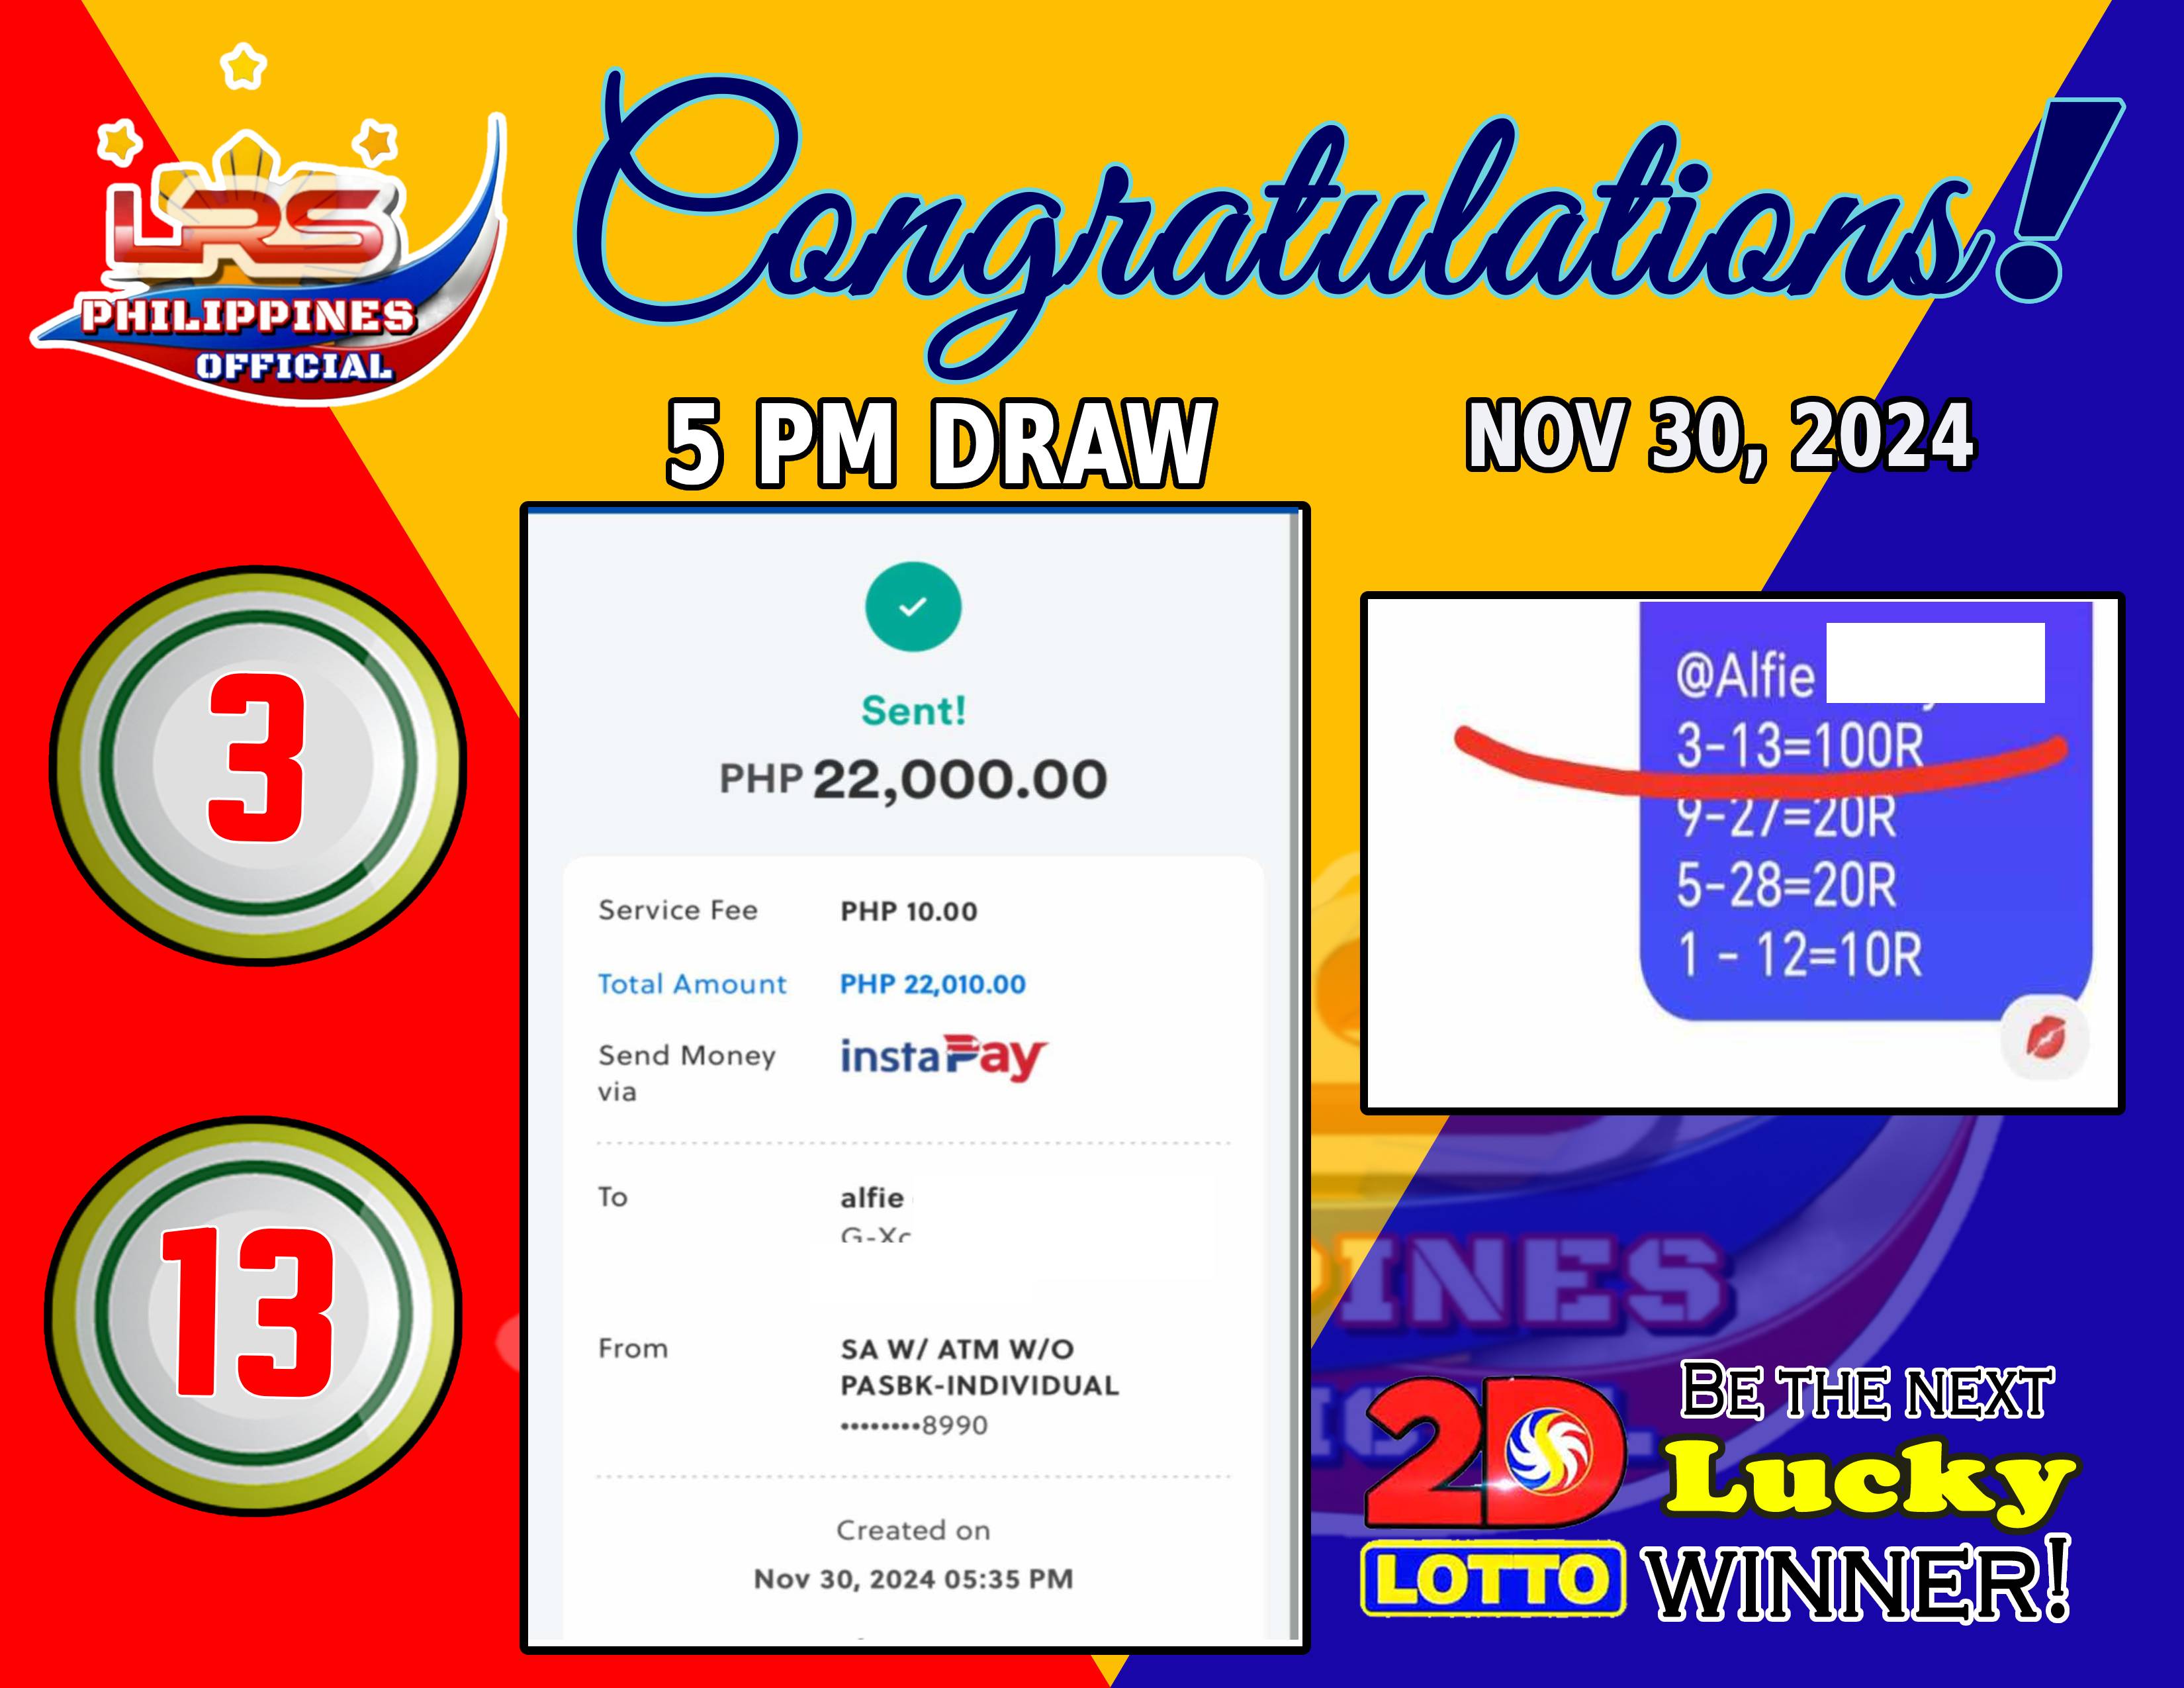 LRS
PHILIPPINES
OFFICIAL
Congratulations!
5 PM DRAW
NOV 30, 2024
3
13
Sent!
PHP 22,000.00
Service Fee PHP 10.00
Total Amount PHP 22,010.00
Send Money via instaPay
To alfie
G-Xc
From SA W/ ATM W/O
PASBK-INDIVIDUAL
••••••••8990
Created on
Nov 30, 2024 05:35 PM
@Alfie
3-13=100R
9-27=20R
5-28=20R
1 - 12=10R
INES
2D
LOTTO
BE THE NEXT
Lucky
WINNER!